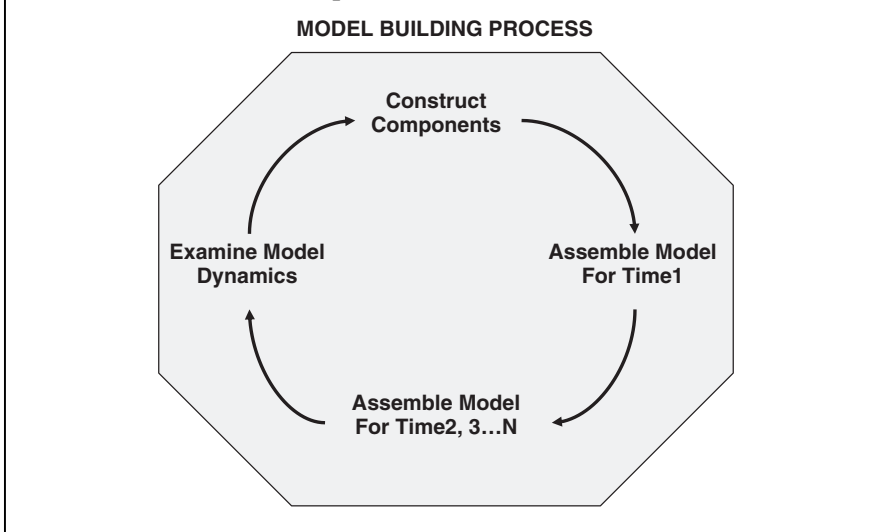 MODEL BUILDING PROCESS
Construct
Components
Examine Model
Dynamics
Assemble Model
For Time1
Assemble Model
For Time2, 3...N